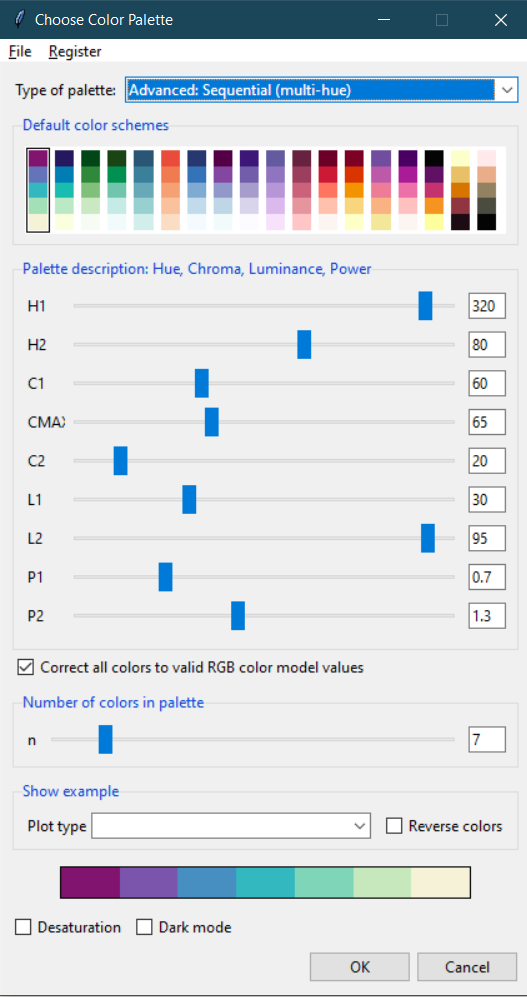 Choose Color Palette
File Register
Type of palette: Advanced: Sequential (multi-hue)
Default color schemes
Palette description: Hue, Chroma, Luminance, Power
H1 320
H2 80
C1 60
CMAX 65
C2 20
L1 30
L2 95
P1 0.7
P2 1.3
Correct all colors to valid RGB color model values
Number of colors in palette
n 7
Show example
Plot type Reverse colors
Desaturation Dark mode
OK Cancel